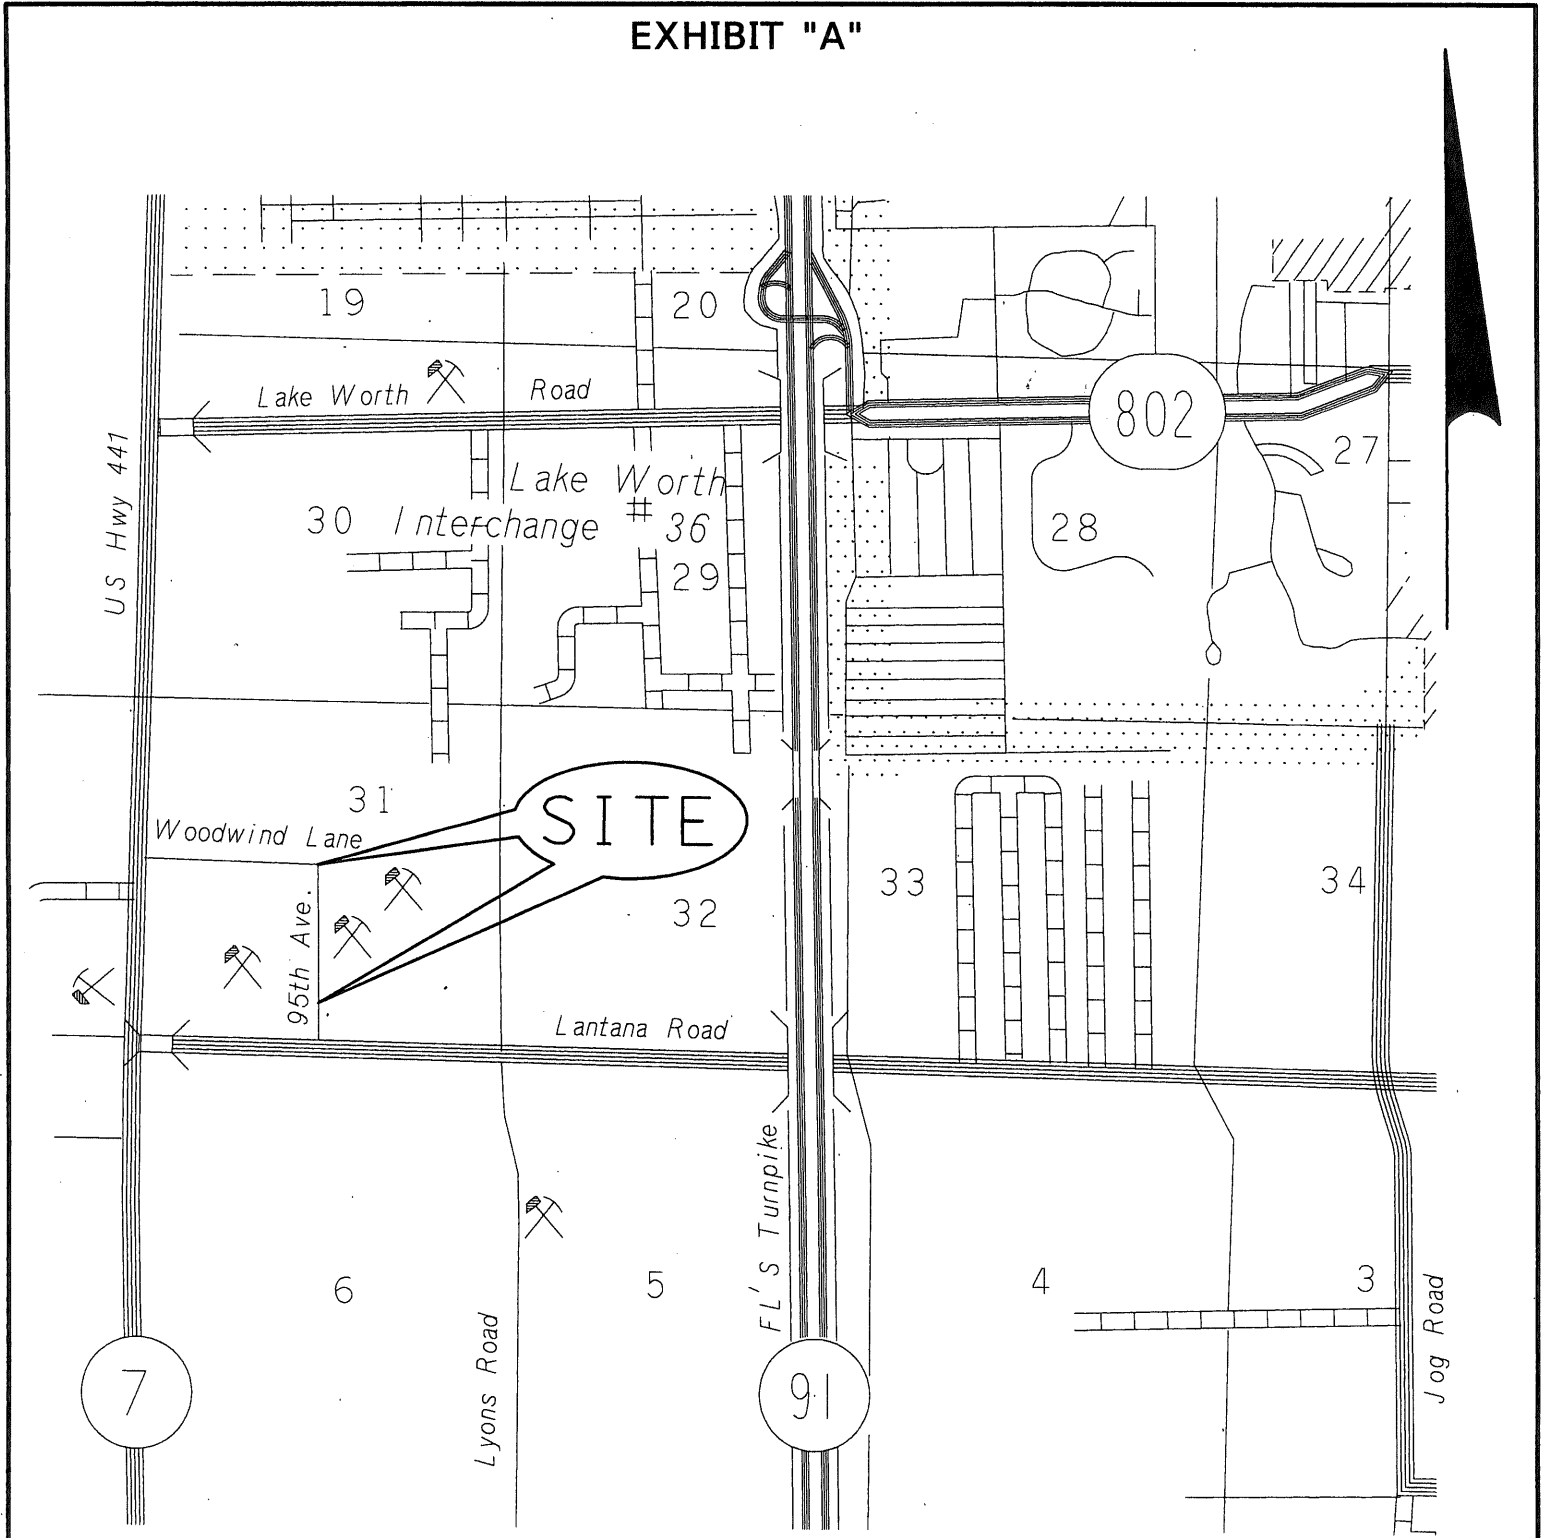 EXHIBIT "A"
19
20
Lake Worth Road
802
27
US Hwy 441
Lake Worth
Interchange # 36
30
29
28
31
SITE
Woodwind Lane
33
34
32
95th Ave.
Lantana Road
FL'S Turnpike
6
5
4
3
Lyons Road
Jog Road
7
91